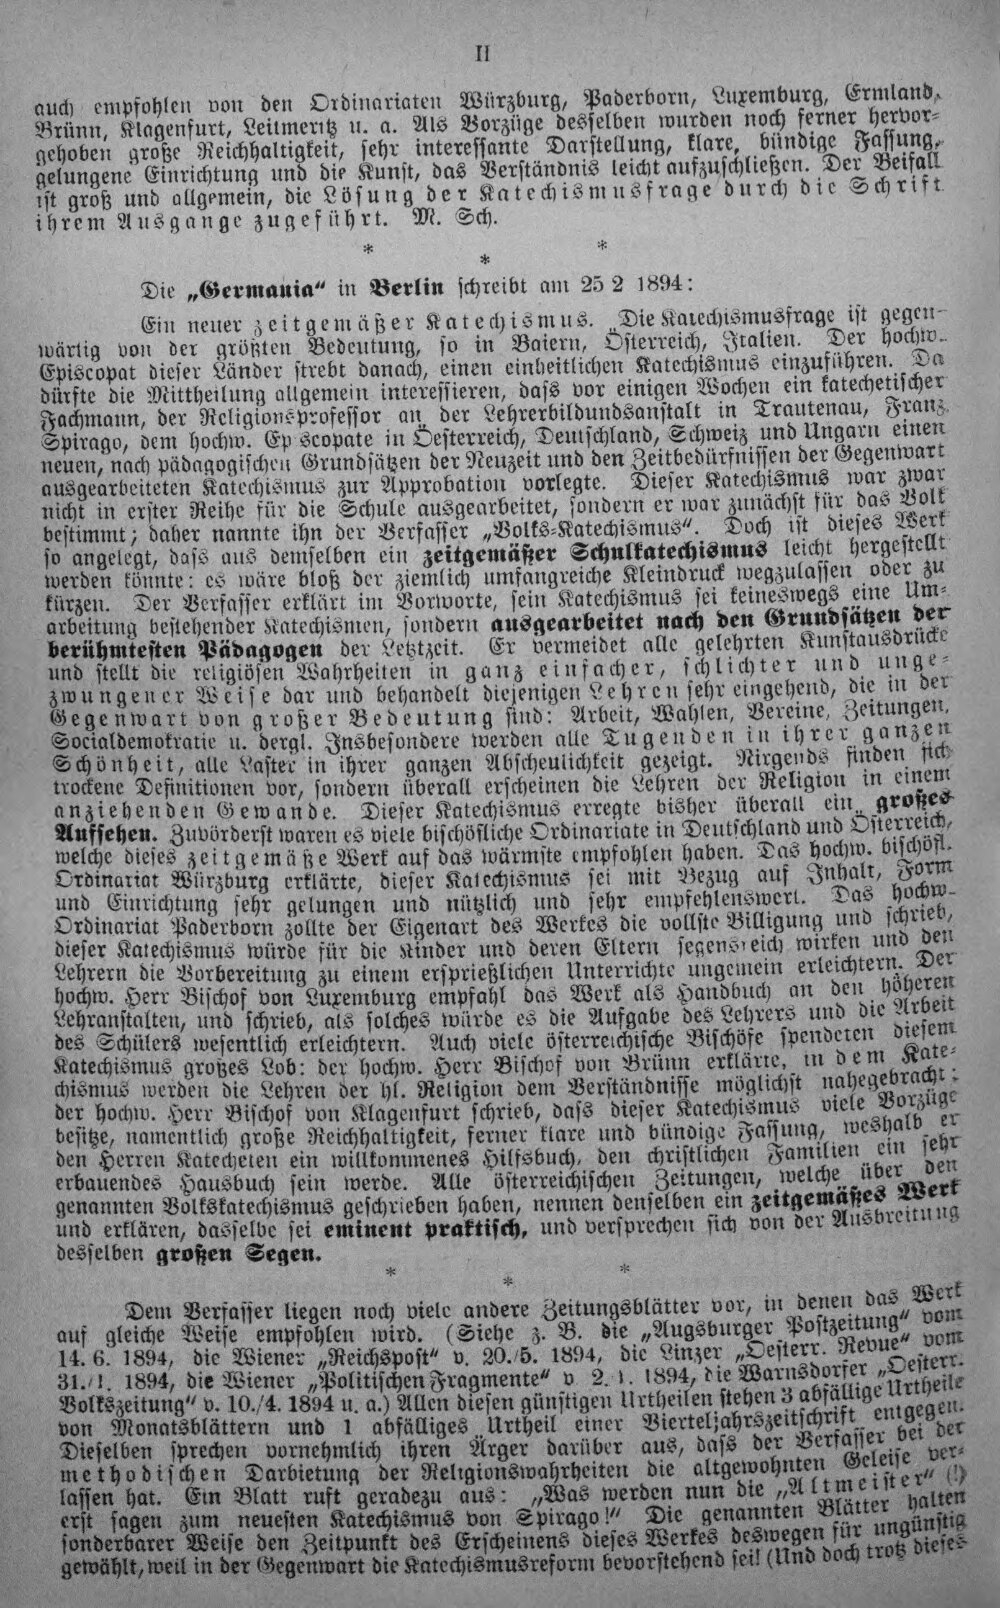 II
auch empfohlen von den Ordinariaten Würzburg, Paderborn, Luxemburg, Ermland,
Brünn, Klagenfurt, Leitmeritz u. a. Als Vorzüge desselben wurden noch ferner hervor-
gehoben große Reichhaltigkeit, sehr interessante Darstellung, klare, bündige Fassung,
gelungene Einrichtung und die Kunst, das Verständnis leicht aufzuschließen. Der Beifall
ist groß und allgemein, die Lösung der Katechismusfrage durch die Schrift
ihrem Ausgange zugeführt. M. Sch.
* * *
Die „Germania" in Berlin schreibt am 25 2 1894:
Ein neuer zeitgemäßer Katechismus. Die Katechismusfrage ist gegen-
wärtig von der größten Bedeutung, so in Baiern, Österreich, Italien. Der hochw.
Episcopat dieser Länder strebt danach, einen einheitlichen Katechismus einzuführen. Da
dürfte die Mittheilung allgemein interessieren, dass vor einigen Wochen ein katechetischer
Fachmann, der Religionsprofessor an der Lehrerbildundsanstalt in Trautenau, Franz
Spirago, dem hochw. Ep scopate in Oesterreich, Deutschland, Schweiz und Ungarn einen
neuen, nach pädagogischen Grundsätzen der Neuzeit und den Zeitbedürfnissen der Gegenwart
ausgearbeiteten Katechismus zur Approbation vorlegte. Dieser Katechismus war zwar
nicht in erster Reihe für die Schule ausgearbeitet, sondern er war zunächst für das Volk
bestimmt; daher nannte ihn der Verfasser „Volks-Katechismus". Doch ist dieses Werk
so angelegt, dass aus demselben ein zeitgemäßer Schulkatechismus leicht hergestellt
werden könnte: es wäre bloß der ziemlich umfangreiche Kleindruck wegzulassen oder zu
kürzen. Der Verfasser erklärt im Vorworte, sein Katechismus sei keineswegs eine Um-
arbeitung bestehender Katechismen, sondern ausgearbeitet nach den Grundsätzen der
berühmtesten Pädagogen der Letztzeit. Er vermeidet alle gelehrten Kunstausdrücke
und stellt die religiösen Wahrheiten in ganz einfacher, schlichter und unge-
zwungener Weise dar und behandelt diejenigen Lehren sehr eingehend, die in der
Gegenwart von großer Bedeutung sind: Arbeit, Wahlen, Vereine, Zeitungen,
Socialdemokratie u. dergl. Insbesondere werden alle Tugenden in ihrer ganzen
Schönheit, alle Laster in ihrer ganzen Abscheulichkeit gezeigt. Nirgends finden sich
trockene Definitionen vor, sondern überall erscheinen die Lehren der Religion in einem
anziehenden Gewande. Dieser Katechismus erregte bisher überall ein großes
Aufsehen. Zuvörderst waren es viele bischöfliche Ordinariate in Deutschland und Österreich,
welche dieses zeitgemäße Werk auf das wärmste empfohlen haben. Das hochw. bischöfl.
Ordinariat Würzburg erklärte, dieser Katechismus sei mit Bezug auf Inhalt, Form
und Einrichtung sehr gelungen und nützlich und sehr empfehlenswert. Das hochw.
Ordinariat Paderborn zollte der Eigenart des Werkes die vollste Billigung und schrieb,
dieser Katechismus würde für die Kinder und deren Eltern segensreich wirken und den
Lehrern die Vorbereitung zu einem ersprießlichen Unterrichte ungemein erleichtern. Der
hochw. Herr Bischof von Luxemburg empfahl das Werk als Handbuch an den höheren
Lehranstalten, und schrieb, als solches würde es die Aufgabe des Lehrers und die Arbeit
des Schülers wesentlich erleichtern. Auch viele österreichische Bischöfe spendeten diesem
Katechismus großes Lob: der hochw. Herr Bischof von Brünn erklärte, in dem Kate-
chismus werden die Lehren der hl. Religion dem Verständnisse möglichst nahegebracht;
der hochw. Herr Bischof von Klagenfurt schrieb, dass dieser Katechismus viele Vorzüge
besitze, namentlich große Reichhaltigkeit, ferner klare und bündige Fassung, weshalb er
den Herren Katecheten ein willkommenes Hilfsbuch, den christlichen Familien ein sehr
erbauendes Hausbuch sein werde. Alle österreichischen Zeitungen, welche über den
genannten Volkskatechismus geschrieben haben, nennen denselben ein zeitgemäßes Werk
und erklären, dasselbe sei eminent praktisch, und versprechen sich von der Ausbreitung
desselben großen Segen.
* * *
Dem Verfasser liegen noch viele andere Zeitungsblätter vor, in denen das Werk
auf gleiche Weise empfohlen wird. (Siehe z. B. die „Augsburger Postzeitung" vom
14. 6. 1894, die Wiener „Reichspost" v. 20./5. 1894, die Linzer „Oesterr. Revue" vom
31./1. 1894, die Wiener „Politischen Fragmente" v 2. 1. 1894, die Warnsdorfer „Oesterr.
Volkszeitung" v. 10./4. 1894 u. a.) Allen diesen günstigen Urtheilen stehen 3 abfällige Urtheile
von Monatsblättern und 1 abfälliges Urtheil einer Vierteljahrszeitschrift entgegen.
Dieselben sprechen vornehmlich ihren Ärger darüber aus, dass der Verfasser bei der
methodischen Darbietung der Religionswahrheiten die altgewohnten Geleise ver-
lassen hat. Ein Blatt ruft geradezu aus: „Was werden nun die „Altmeister" (!)
erst sagen zum neuesten Katechismus von Spirago!" Die genannten Blätter halten
sonderbarer Weise den Zeitpunkt des Erscheinens dieses Werkes deswegen für ungünstig
gewählt, weil in der Gegenwart die Katechismusreform bevorstehend sei! (Und doch trotz dieses